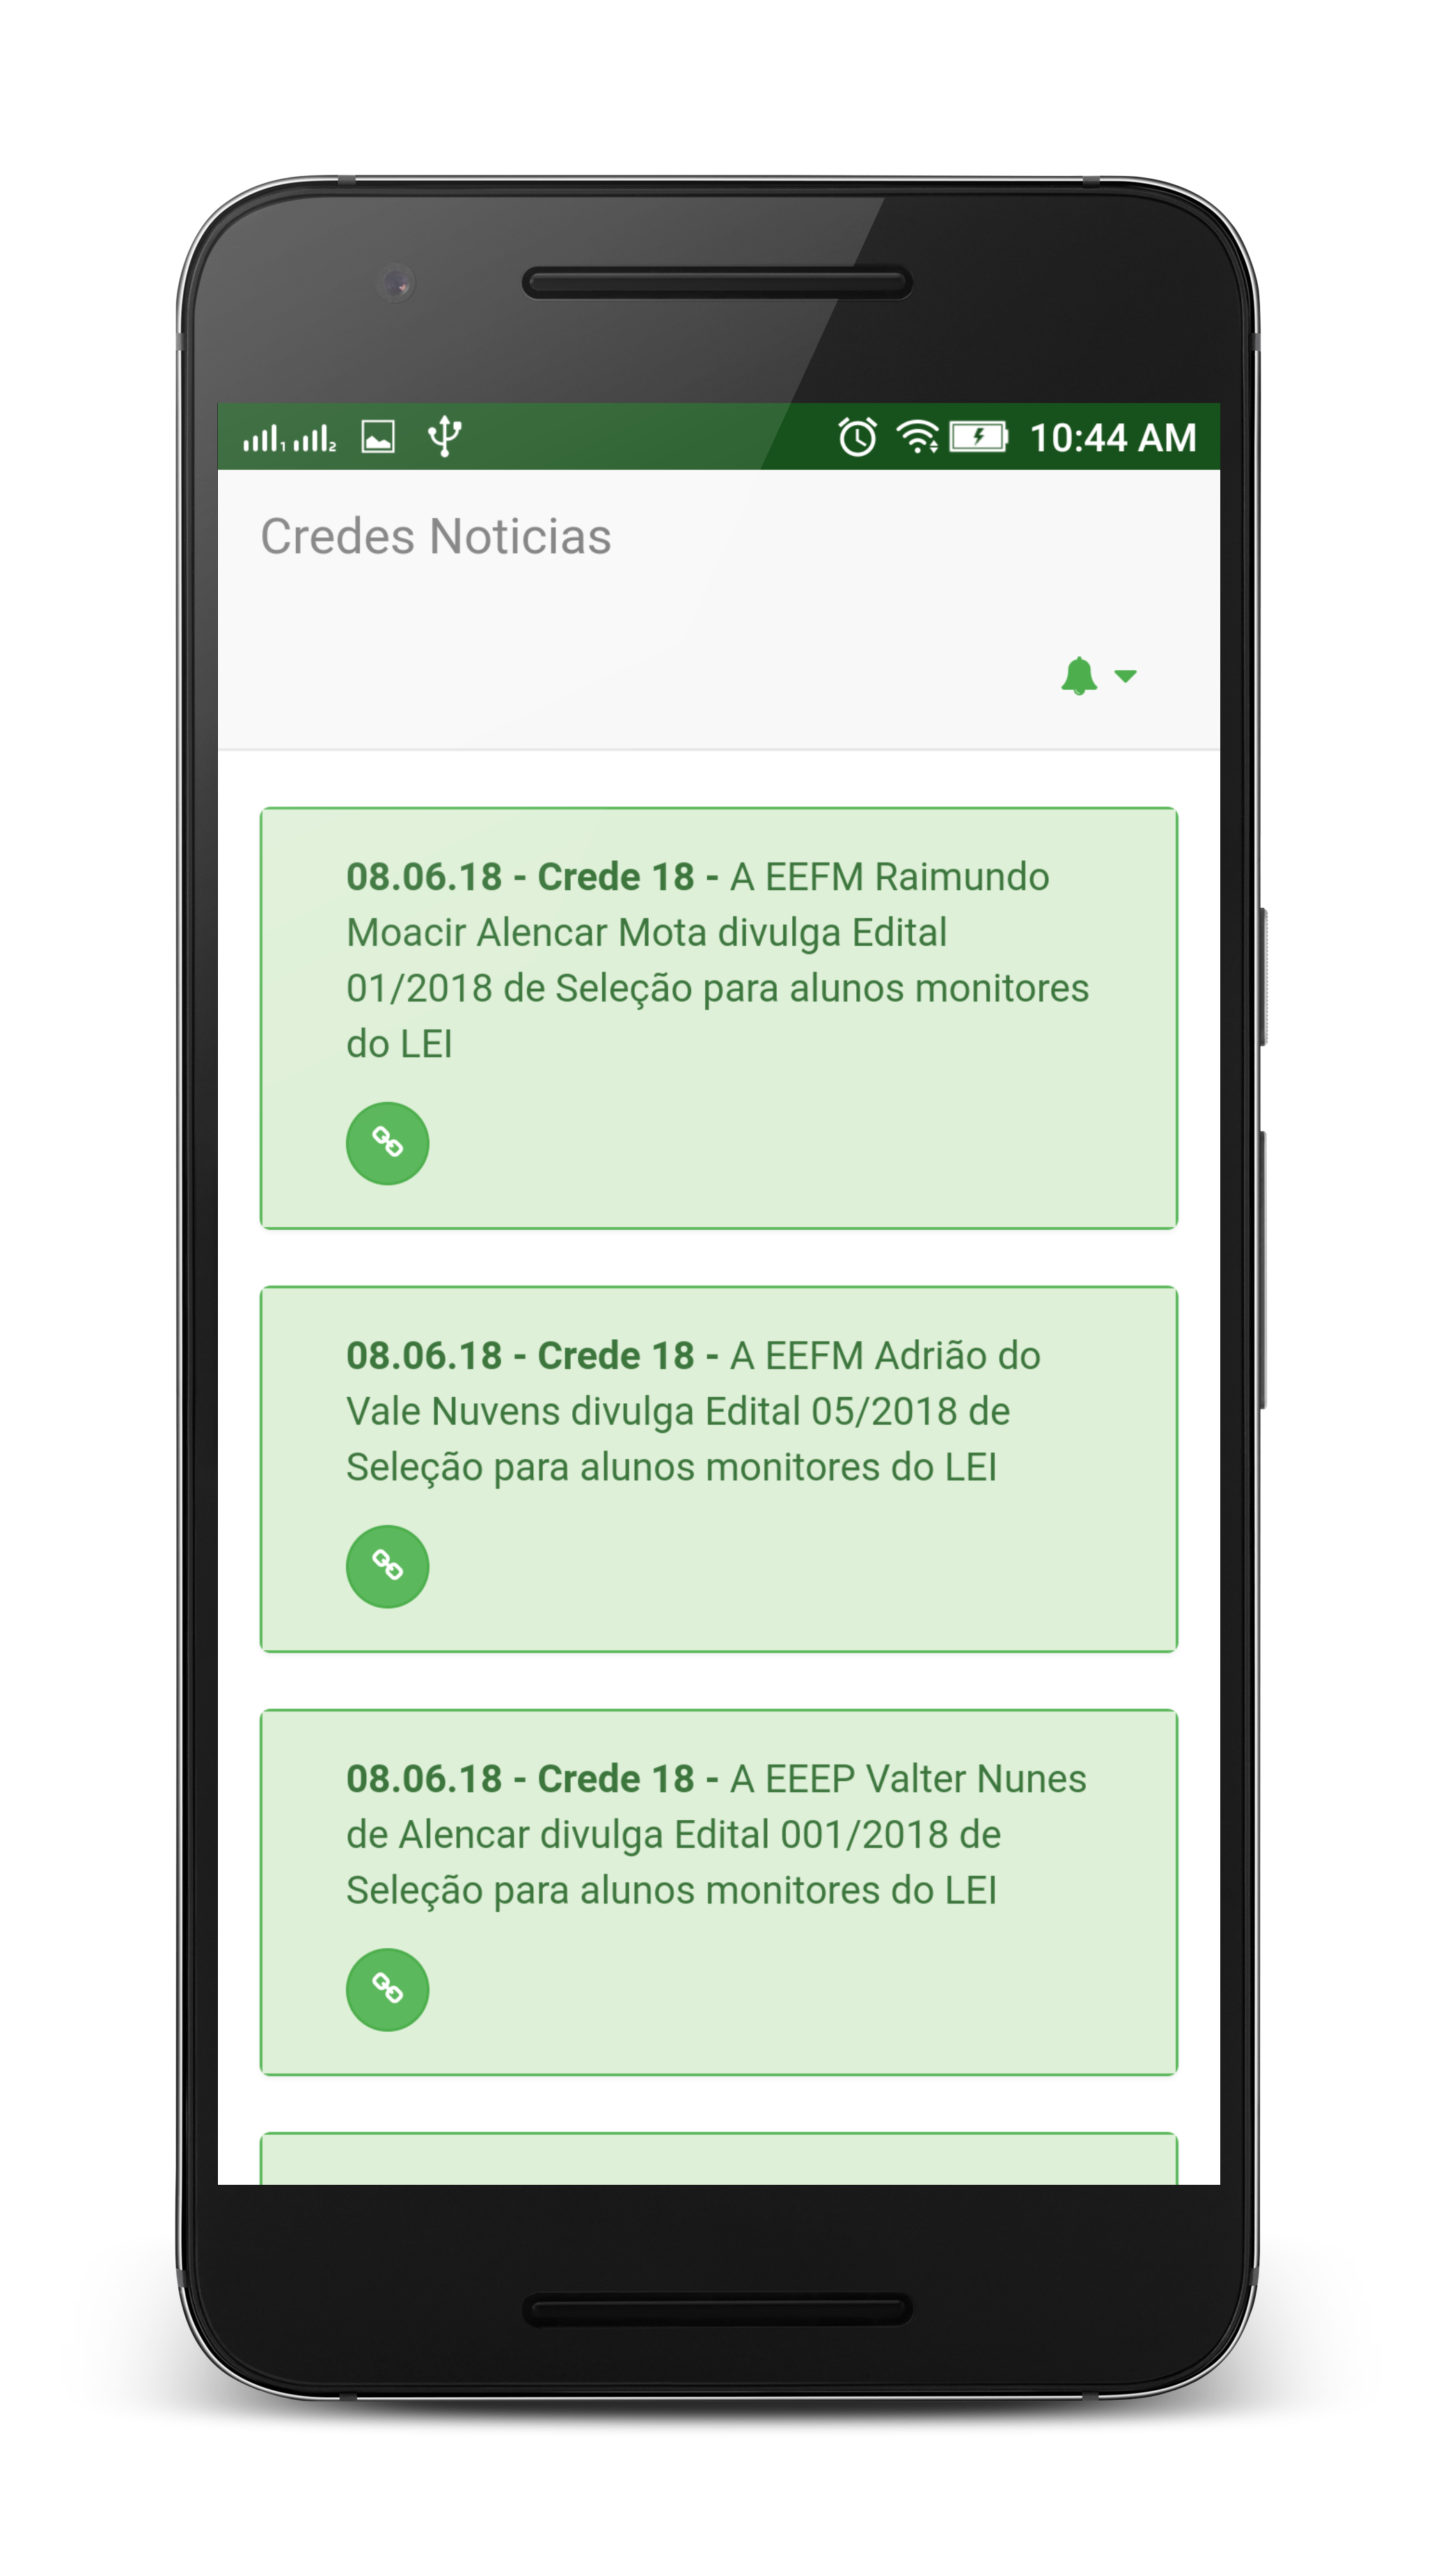 10:44 AM
Credes Noticias
08.06.18 - Crede 18 - A EEFM Raimundo
Moacir Alencar Mota divulga Edital
01/2018 de Seleção para alunos monitores
do LEI
08.06.18 - Crede 18 - A EEFM Adrião do
Vale Nuvens divulga Edital 05/2018 de
Seleção para alunos monitores do LEI
08.06.18 - Crede 18 - A EEEP Valter Nunes
de Alencar divulga Edital 001/2018 de
Seleção para alunos monitores do LEI